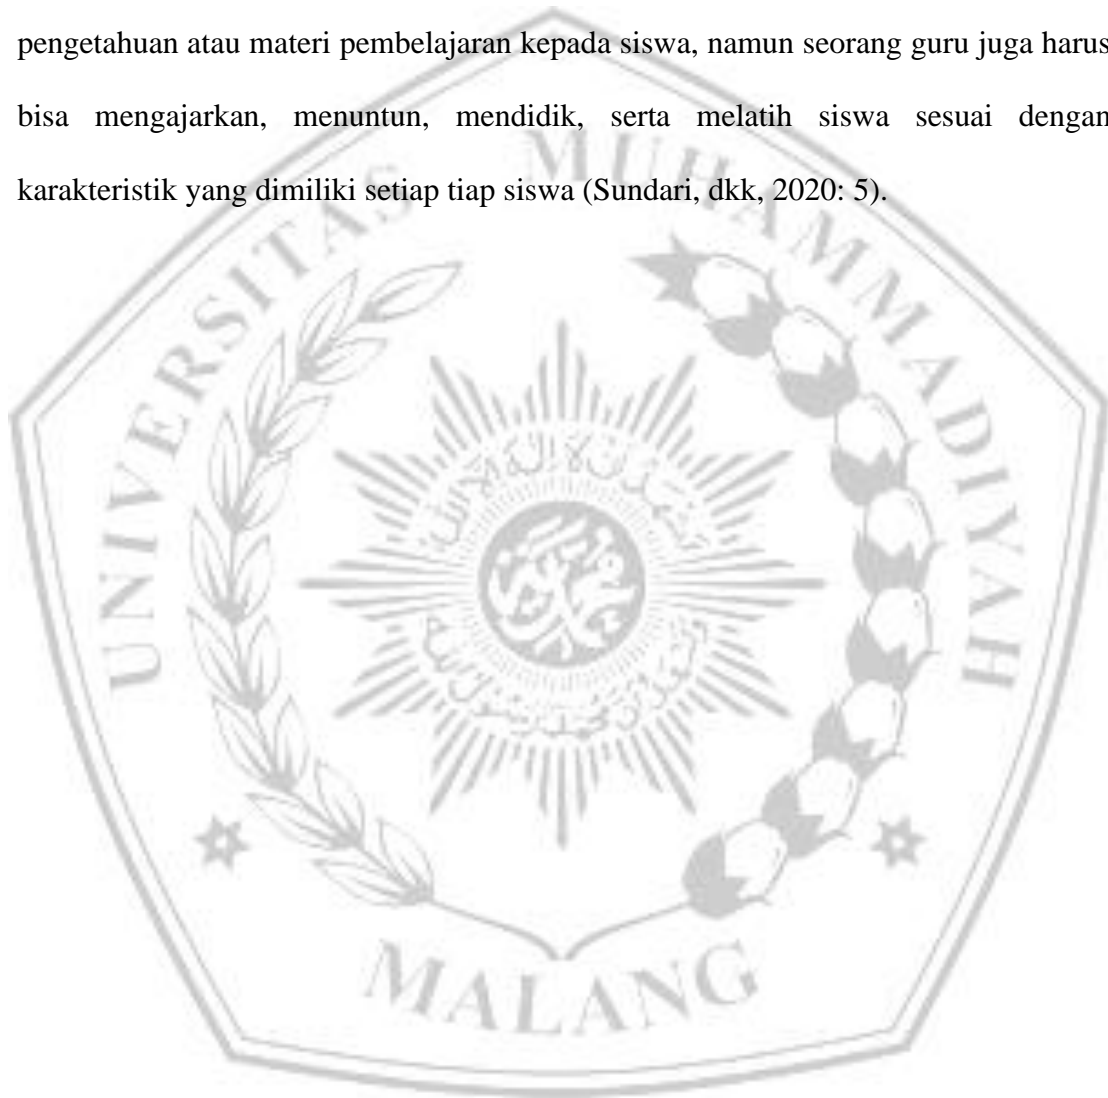 pengetahuan atau materi pembelajaran kepada siswa, namun seorang guru juga harus
bisa mengajarkan, menuntun, mendidik, serta melatih siswa sesuai dengan
karakteristik yang dimiliki setiap tiap siswa (Sundari, dkk, 2020: 5).
UNIVERSITAS MUHAMMADIYAH
MALANG